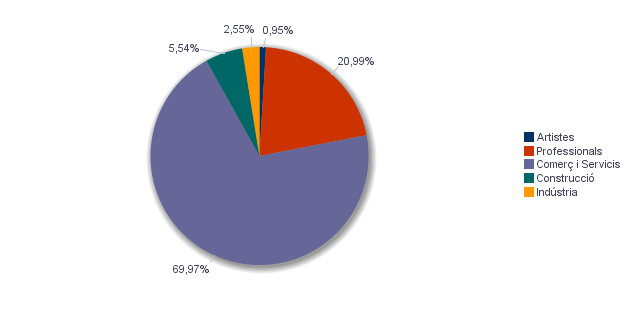 2,55%
0,95%
5,54%
20,99%
69,97%
Artistes
Professionals
Comerç i Servicis
Construcció
Indústria